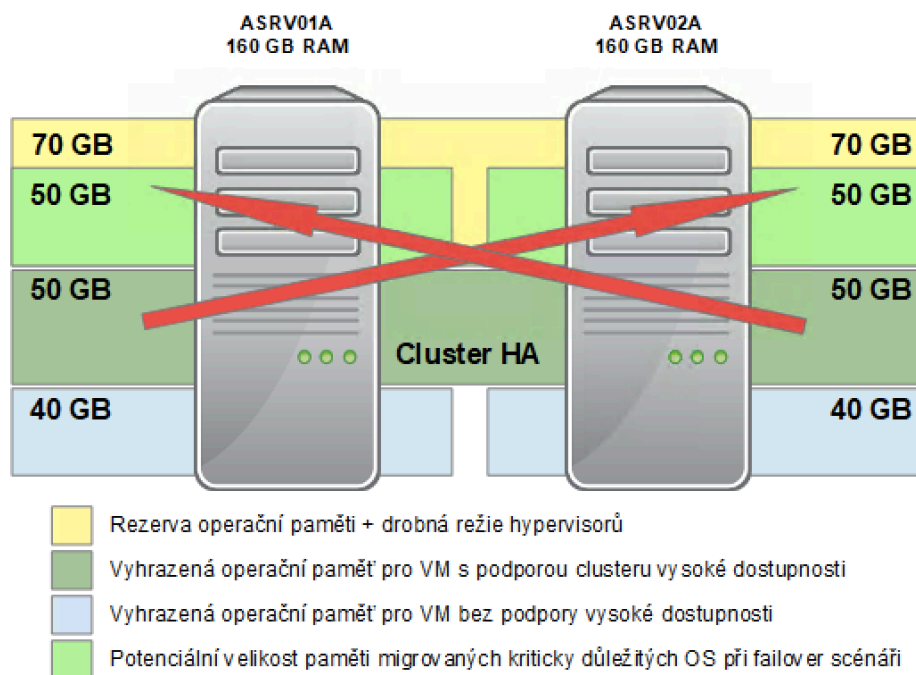 ASRV01A
160 GB RAM
ASRV02A
160 GB RAM
70 GB
70 GB
50 GB
50 GB
50 GB
50 GB
Cluster HA
40 GB
40 GB
Rezerva operační paměti + drobná režie hypervisorů
Vyhrazená operační paměť pro VM s podporou clusteru vysoké dostupnosti
Vyhrazená operační paměť pro VM bez podpory vysoké dostupnosti
Potenciální velikost paměti migrovaných kriticky důležitých OS při failover scénáři